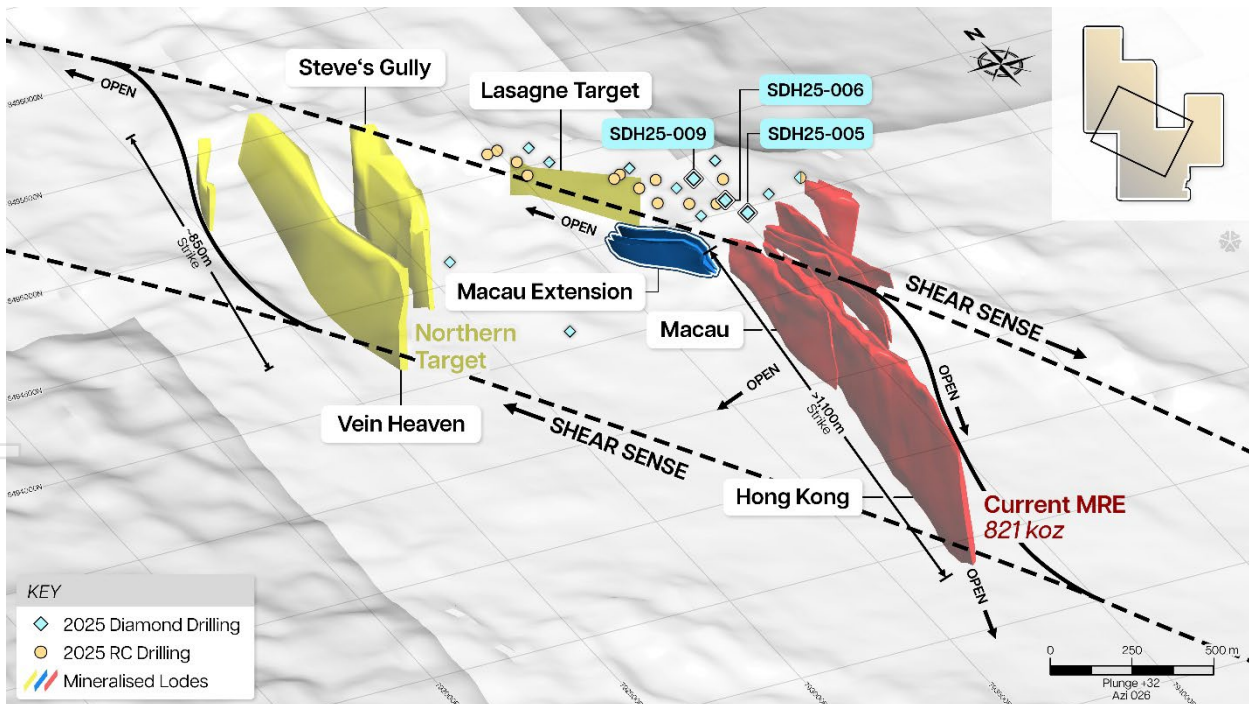 Steve's Gully
Lasagne Target
N
SDH25-006
SDH25-009
SDH25-005
OPEN
~850m
Strike
OPEN
Macau Extension
Northern
Target
Macau
SHEAR SENSE
OPEN
>1,100m
Strike
OPEN
Vein Heaven
SHEAR SENSE
Hong Kong
Current MRE
821 koz
OPEN
KEY
2025 Diamond Drilling
2025 RC Drilling
Mineralised Lodes
0 250 500 m
Plunge +32
Azi 026